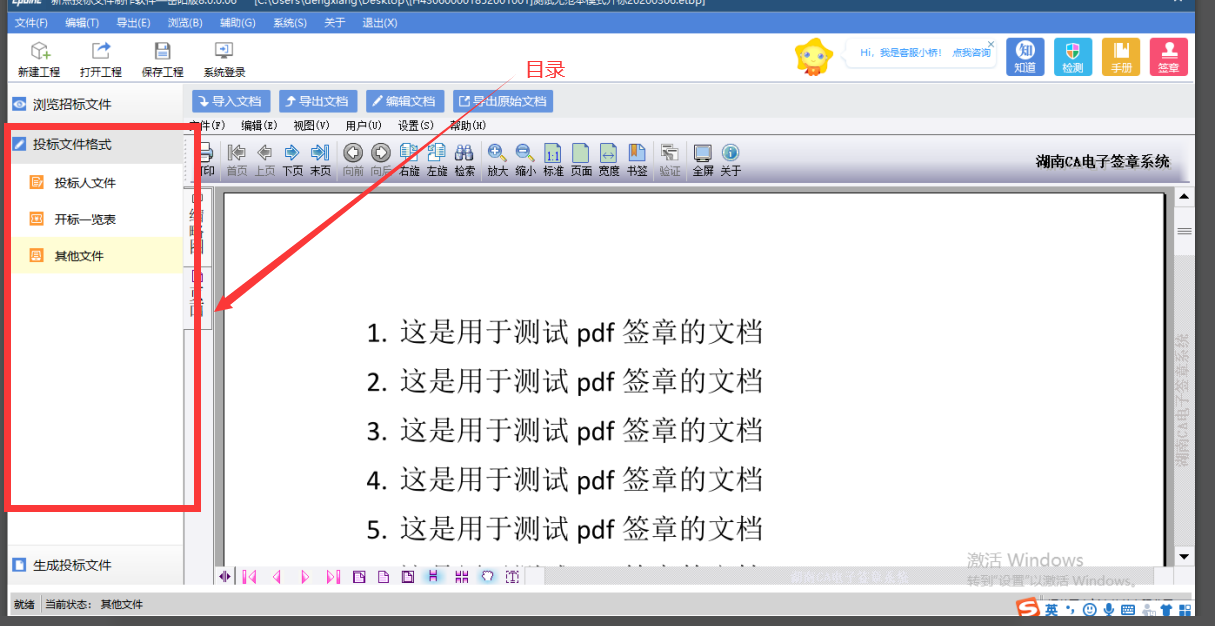 文件(F) 编辑(T) 导出(E) 浏览(B) 辅助(G) 系统(S) 关于 退出(X)
新建工程 打开工程 保存工程 系统登录
目录
Hi，我是客服小桥！ 点我咨询
知道 检测 手册 签章
浏览招标文件
投标文件格式
投标人文件
开标一览表
其他文件
生成投标文件
导入文档 导出文档 编辑文档 导出原始文档
文件(F) 编辑(E) 视图(V) 用户(U) 设置(S) 帮助(H)
首页 上页 下页 末页 向前 向后 右旋 左旋 检索 放大 缩小 标准 页面 宽度 书签 验证 全屏 关于
湖南CA电子签章系统
1. 这是用于测试 pdf 签章的文档
2. 这是用于测试 pdf 签章的文档
3. 这是用于测试 pdf 签章的文档
4. 这是用于测试 pdf 签章的文档
5. 这是用于测试 pdf 签章的文档
湖南CA电子签章系统
激活 Windows
转到"设置"以激活 Windows。
就绪 当前状态: 其他文件
英